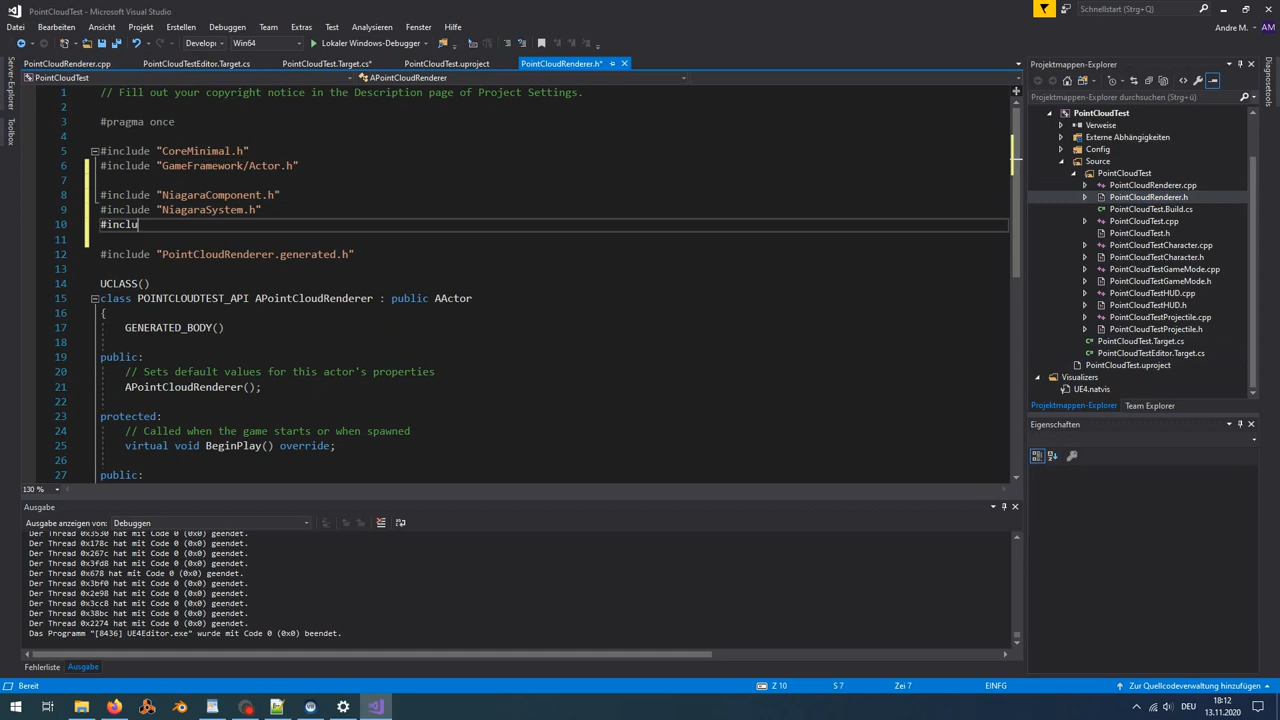 PointCloudTest - Microsoft Visual Studio
Schnellstart (Strg+Q)
Datei Bearbeiten Ansicht Projekt Erstellen Debuggen Team Extras Test Analysieren Fenster Hilfe
Andre M. AM
Develop Win64 Lokaler Windows-Debugger
PointCloudRenderer.cpp PointCloudTestEditor.Target.cs PointCloudTest.Target.cs* PointCloudTest.uproject PointCloudRenderer.h*
PointCloudTest APointCloudRenderer
Server-Explorer
Toolbox
1 // Fill out your copyright notice in the Description page of Project Settings.
2
3 #pragma once
4
5 #include "CoreMinimal.h"
6 #include "GameFramework/Actor.h"
7
8 #include "NiagaraComponent.h"
9 #include "NiagaraSystem.h"
10 #inclu
11
12 #include "PointCloudRenderer.generated.h"
13
14 UCLASS()
15 class POINTCLOUDTEST_API APointCloudRenderer : public AActor
16 {
17 GENERATED_BODY()
18
19 public:
20 // Sets default values for this actor's properties
21 APointCloudRenderer();
22
23 protected:
24 // Called when the game starts or when spawned
25 virtual void BeginPlay() override;
26
27 public:
130 %
Ausgabe
Ausgabe anzeigen von: Debuggen
Der Thread 0x3530 hat mit Code 0 (0x0) geendet.
Der Thread 0x178c hat mit Code 0 (0x0) geendet.
Der Thread 0x267c hat mit Code 0 (0x0) geendet.
Der Thread 0x3fd8 hat mit Code 0 (0x0) geendet.
Der Thread 0x678 hat mit Code 0 (0x0) geendet.
Der Thread 0x3bf0 hat mit Code 0 (0x0) geendet.
Der Thread 0x2e98 hat mit Code 0 (0x0) geendet.
Der Thread 0x3cc8 hat mit Code 0 (0x0) geendet.
Der Thread 0x38bc hat mit Code 0 (0x0) geendet.
Der Thread 0x2274 hat mit Code 0 (0x0) geendet.
Das Programm "[8436] UE4Editor.exe" wurde mit Code 0 (0x0) beendet.
Fehlerliste Ausgabe
Projektmappen-Explorer
Projektmappen-Explorer durchsuchen (Strg+ü)
PointCloudTest
Verweise
Externe Abhängigkeiten
Config
Source
PointCloudTest
PointCloudRenderer.cpp
PointCloudRenderer.h
PointCloudTest.Build.cs
PointCloudTest.cpp
PointCloudTest.h
PointCloudTestCharacter.cpp
PointCloudTestCharacter.h
PointCloudTestGameMode.cpp
PointCloudTestGameMode.h
PointCloudTestHUD.cpp
PointCloudTestHUD.h
PointCloudTestProjectile.cpp
PointCloudTestProjectile.h
PointCloudTest.Target.cs
PointCloudTestEditor.Target.cs
PointCloudTest.uproject
Visualizers
UE4.natvis
Projektmappen-Explorer Team Explorer
Eigenschaften
Diagnosetools
Bereit Z 10 S 7 Zei 7 EINFG Zur Quellcodeverwaltung hinzufügen
DEU
18:12
13.11.2020